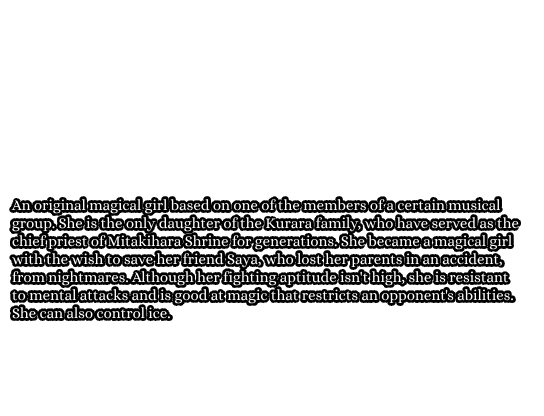 An original magical girl based on one of the members of a certain musical
group. She is the only daughter of the Kurara family, who have served as the
chief priest of Mitakihara Shrine for generations. She became a magical girl
with the wish to save her friend Saya, who lost her parents in an accident,
from nightmares. Although her fighting aptitude isn't high, she is resistant
to mental attacks and is good at magic that restricts an opponent's abilities.
She can also control ice.